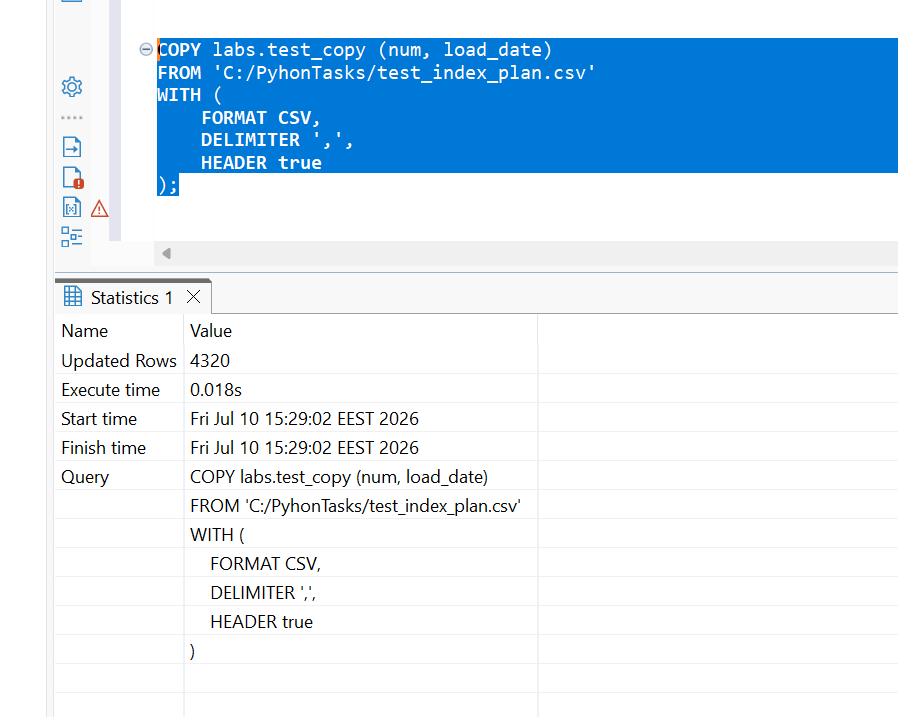 COPY labs.test_copy (num, load_date)
FROM 'C:/PyhonTasks/test_index_plan.csv'
WITH (
    FORMAT CSV,
    DELIMITER ',',
    HEADER true
);
Statistics 1
Name Value
Updated Rows 4320
Execute time 0.018s
Start time Fri Jul 10 15:29:02 EEST 2026
Finish time Fri Jul 10 15:29:02 EEST 2026
Query COPY labs.test_copy (num, load_date)
FROM 'C:/PyhonTasks/test_index_plan.csv'
WITH (
    FORMAT CSV,
    DELIMITER ',',
    HEADER true
)